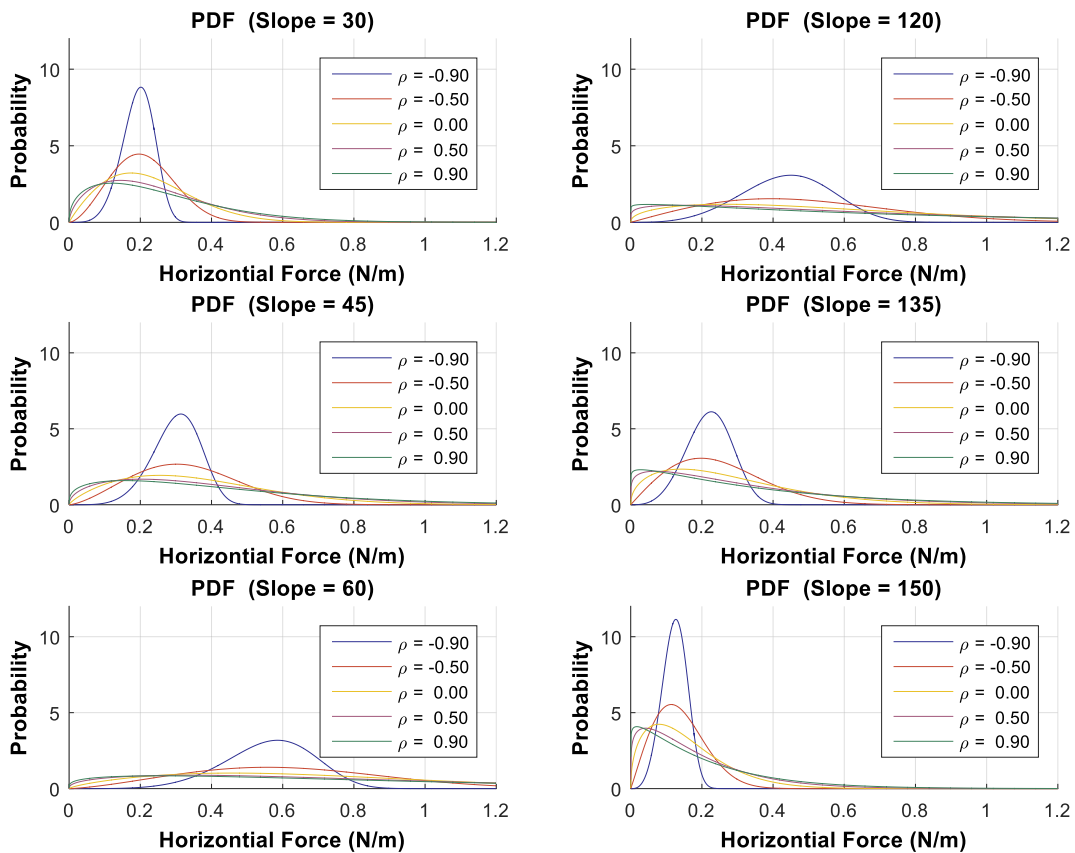 PDF (Slope = 30)
Probability
10
5
0
ρ = -0.90
ρ = -0.50
ρ = 0.00
ρ = 0.50
ρ = 0.90
0 0.2 0.4 0.6 0.8 1 1.2
Horizontial Force (N/m)
PDF (Slope = 120)
Probability
10
5
0
ρ = -0.90
ρ = -0.50
ρ = 0.00
ρ = 0.50
ρ = 0.90
0 0.2 0.4 0.6 0.8 1 1.2
Horizontial Force (N/m)
PDF (Slope = 45)
Probability
10
5
0
ρ = -0.90
ρ = -0.50
ρ = 0.00
ρ = 0.50
ρ = 0.90
0 0.2 0.4 0.6 0.8 1 1.2
Horizontial Force (N/m)
PDF (Slope = 135)
Probability
10
5
0
ρ = -0.90
ρ = -0.50
ρ = 0.00
ρ = 0.50
ρ = 0.90
0 0.2 0.4 0.6 0.8 1 1.2
Horizontial Force (N/m)
PDF (Slope = 60)
Probability
10
5
0
ρ = -0.90
ρ = -0.50
ρ = 0.00
ρ = 0.50
ρ = 0.90
0 0.2 0.4 0.6 0.8 1 1.2
Horizontial Force (N/m)
PDF (Slope = 150)
Probability
10
5
0
ρ = -0.90
ρ = -0.50
ρ = 0.00
ρ = 0.50
ρ = 0.90
0 0.2 0.4 0.6 0.8 1 1.2
Horizontial Force (N/m)